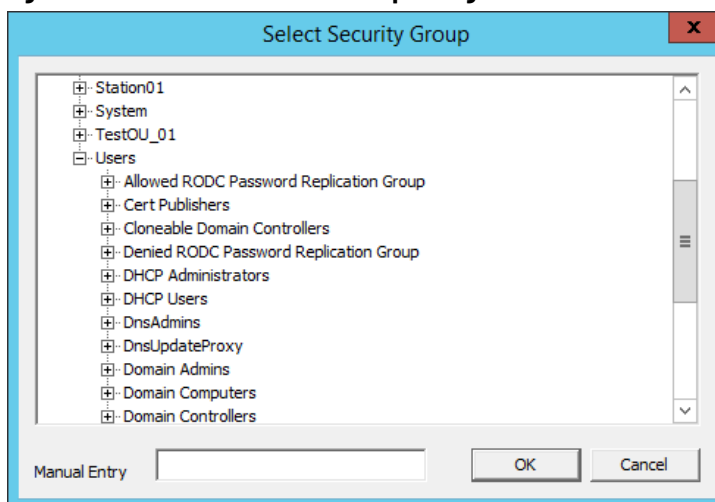 Select Security Group
x
Station01
System
TestOU_01
Users
Allowed RODC Password Replication Group
Cert Publishers
Cloneable Domain Controllers
Denied RODC Password Replication Group
DHCP Administrators
DHCP Users
DnsAdmins
DnsUpdateProxy
Domain Admins
Domain Computers
Domain Controllers
Manual Entry OK Cancel